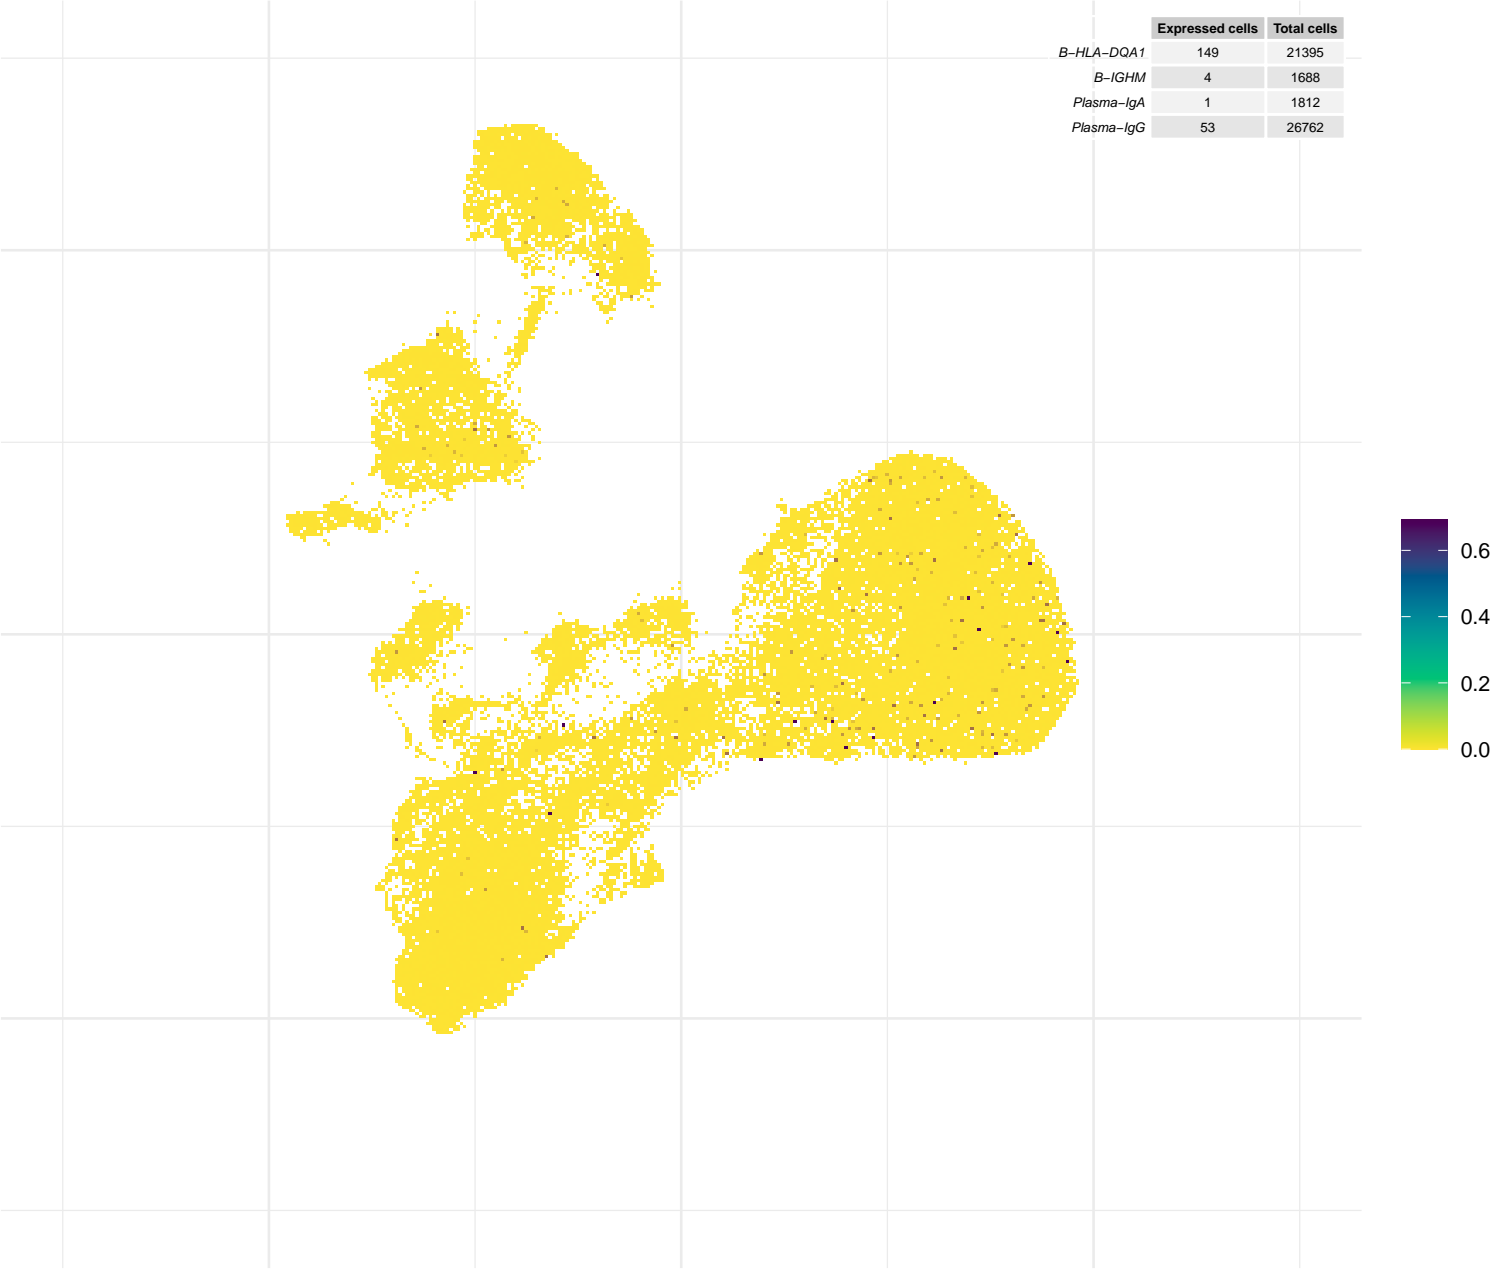 Expressed cells Total cells
B−HLA−DQA1 149 21395
B−IGHM 4 1688
Plasma−IgA 1 1812
Plasma−IgG 53 26762
0.6
0.4
0.2
0.0